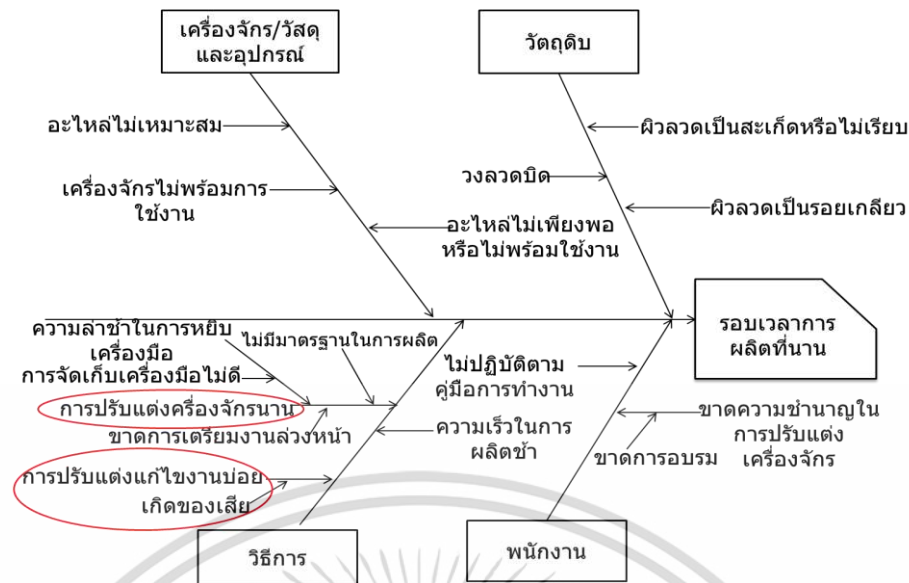 เครื่องจักร/วัสดุ
และอุปกรณ์
วัตถุดิบ
อะไหล่ไม่เหมาะสม
ผิวลวดเป็นสะเก็ดหรือไม่เรียบ
วงลวดบิด
เครื่องจักรไม่พร้อมการ
ใช้งาน
ผิวลวดเป็นรอยเกลียว
อะไหล่ไม่เพียงพอ
หรือไม่พร้อมใช้งาน
รอบเวลาการ
ผลิตที่นาน
ความล่าช้าในการหยิบ
เครื่องมือ
ไม่มีมาตรฐานในการผลิต
การจัดเก็บเครื่องมือไม่ดี
ไม่ปฏิบัติตาม
คู่มือการทำงาน
การปรับแต่งครื่องจักรนาน
ขาดการเตรียมงานล่วงหน้า
ความเร็วในการ
ผลิตช้า
ขาดความชำนาญใน
การปรับแต่ง
เครื่องจักร
ขาดการอบรม
การปรับแต่งแก้ไขงานบ่อย
เกิดของเสีย
วิธีการ
พนักงาน